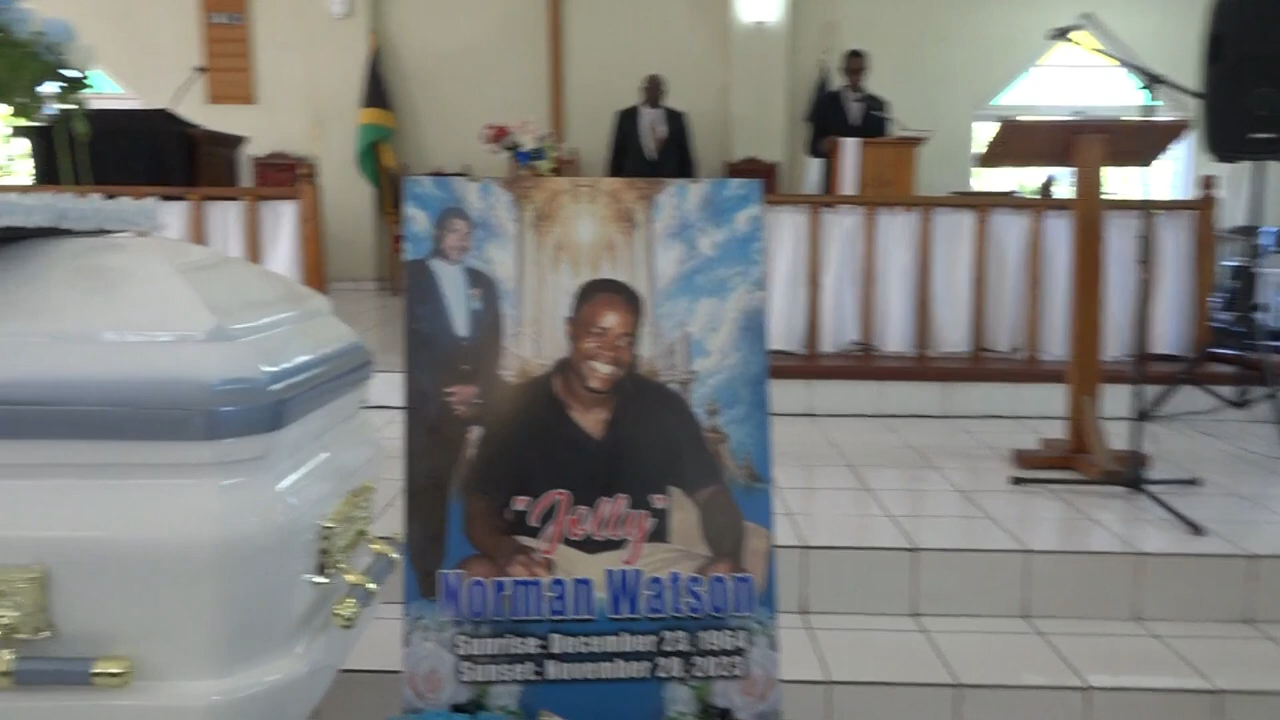 "Jolly"
Norman Watson
Sunrise: December 23, 1964
Sunset: November 20, 2023